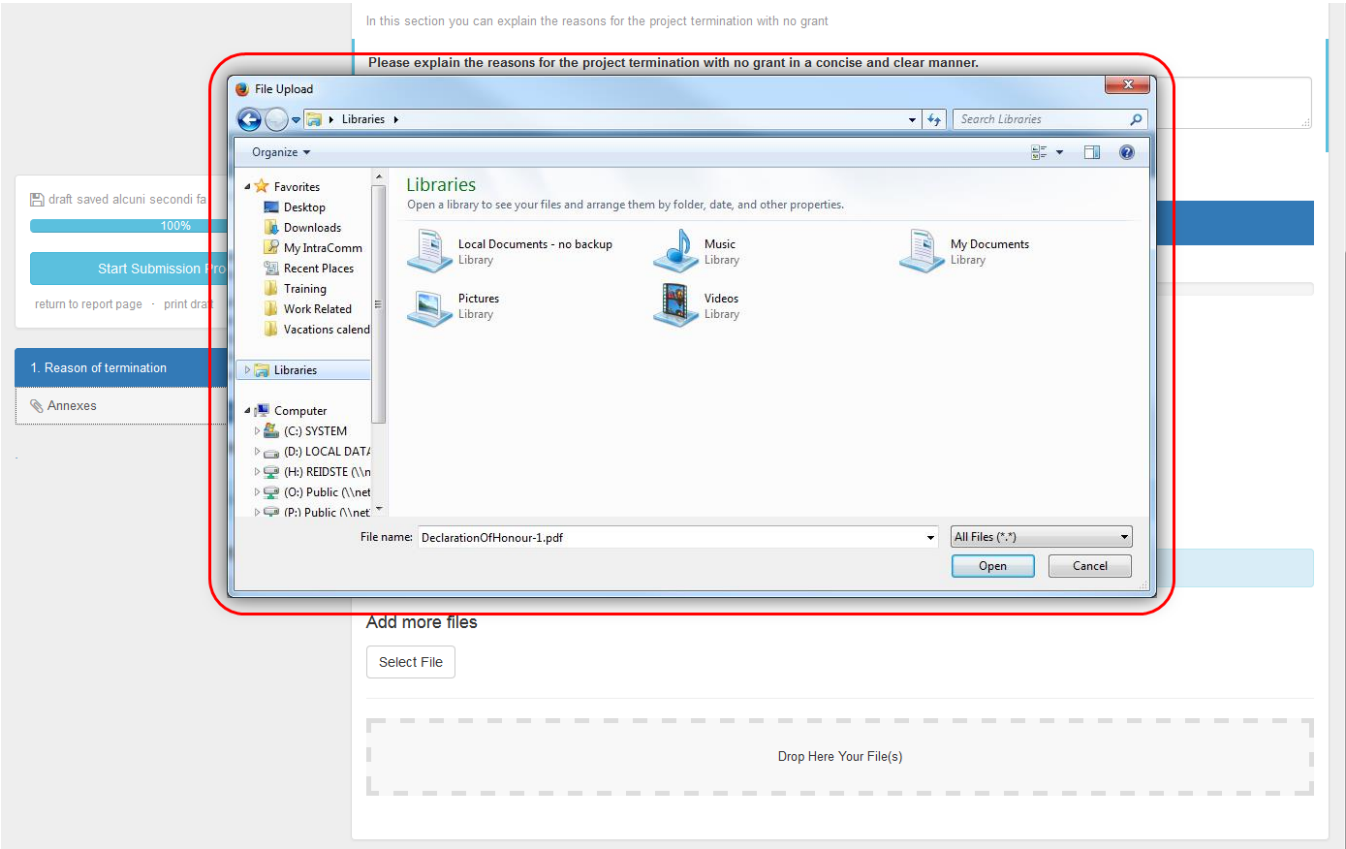 In this section you can explain the reasons for the project termination with no grant
Please explain the reasons for the project termination with no grant in a concise and clear manner.
File Upload
Libraries
Search Libraries
Organize
Favorites
Desktop
Downloads
My IntraComm
Recent Places
Training
Work Related
Vacations calend
Libraries
Computer
(C:) SYSTEM
(D:) LOCAL DATA
(H:) REIDSTE (\\n
(O:) Public (\\net
(P:) Public (\\net
Libraries
Open a library to see your files and arrange them by folder, date, and other properties.
Local Documents - no backup
Library
Music
Library
My Documents
Library
Pictures
Library
Videos
Library
File name: DeclarationOfHonour-1.pdf
All Files (*.*)
Open
Cancel
draft saved alcuni secondi fa
100%
Start Submission Pro
return to report page · print draft
1. Reason of termination
Annexes
Add more files
Select File
Drop Here Your File(s)